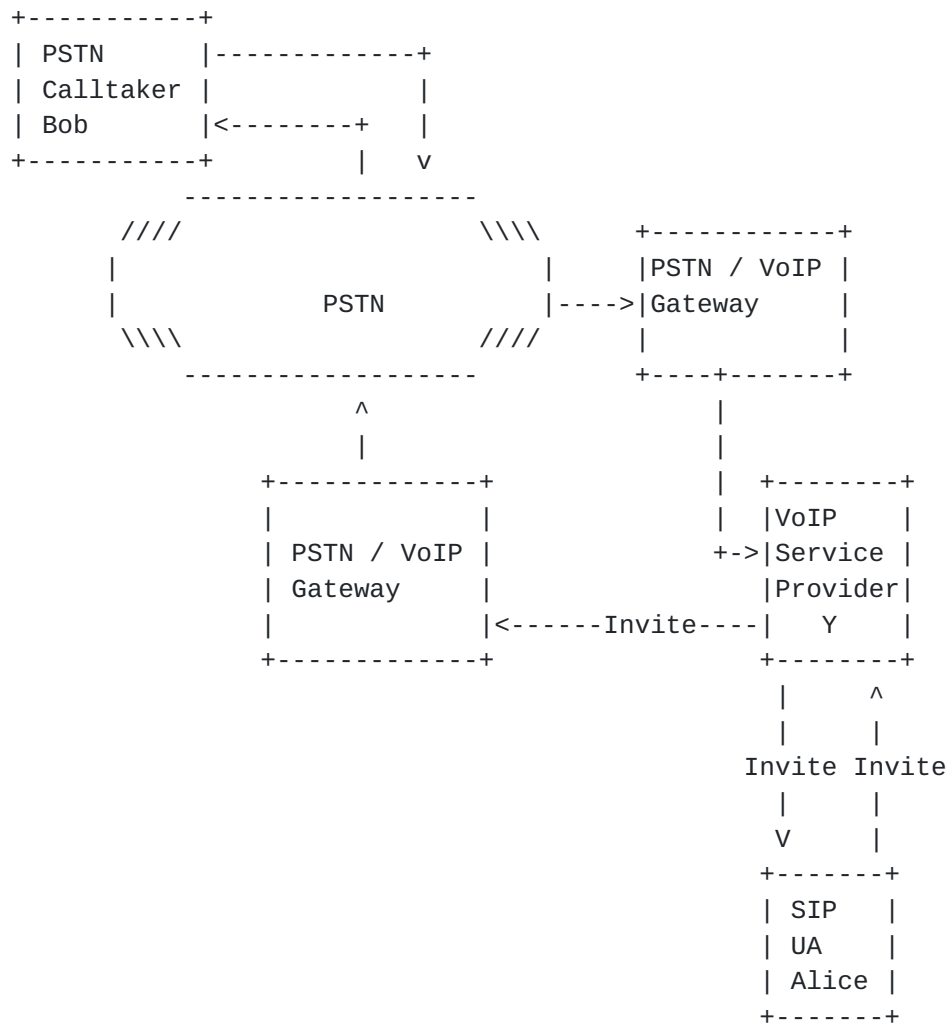 PSTN
Calltaker
Bob
PSTN / VoIP
Gateway
PSTN
PSTN / VoIP
Gateway
VoIP
Service
Provider
Y
Invite
Invite Invite
SIP
UA
Alice